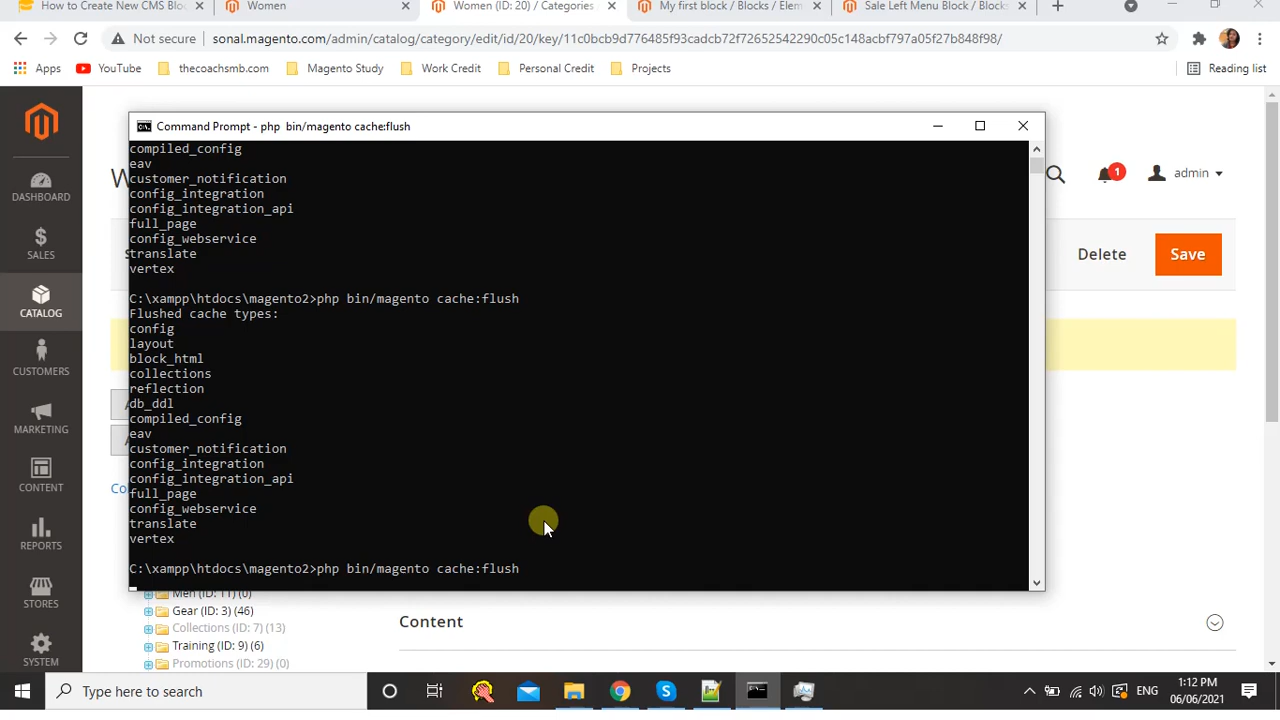 How to Create New CMS Blo
Women
Women (ID: 20) / Categories
My first block / Blocks / Elem
Sale Left Menu Block / Blocks
Not secure
sonal.magento.com/admin/catalog/category/edit/id/20/key/11c0bcb9d776485f93cadcb72f72652542290c05c148acbf797a05f27b848f98/
Apps
YouTube
thecoachsmb.com
Magento Study
Work Credit
Personal Credit
Projects
Reading list
Command Prompt - php  bin/magento cache:flush
compiled_config
eav
customer_notification
config_integration
config_integration_api
full_page
config_webservice
translate
vertex
C:\xampp\htdocs\magento2>php bin/magento cache:flush
Flushed cache types:
config
layout
block_html
collections
reflection
db_ddl
compiled_config
eav
customer_notification
config_integration
config_integration_api
full_page
config_webservice
translate
vertex
C:\xampp\htdocs\magento2>php bin/magento cache:flush
DASHBOARD
SALES
CATALOG
CUSTOMERS
MARKETING
CONTENT
REPORTS
STORES
SYSTEM
W
1
admin
Delete
Save
Co
Men (ID: 11) (0)
Gear (ID: 3) (46)
Collections (ID: 7) (13)
Training (ID: 9) (6)
Promotions (ID: 29) (0)
Content
Type here to search
ENG
1:12 PM
06/06/2021